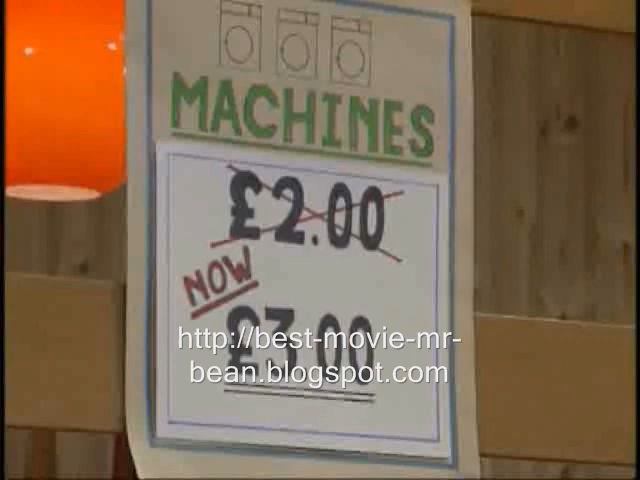 MACHINES
£2.00
NOW
£3.00
http://best-movie-mr-
bean.blogspot.com